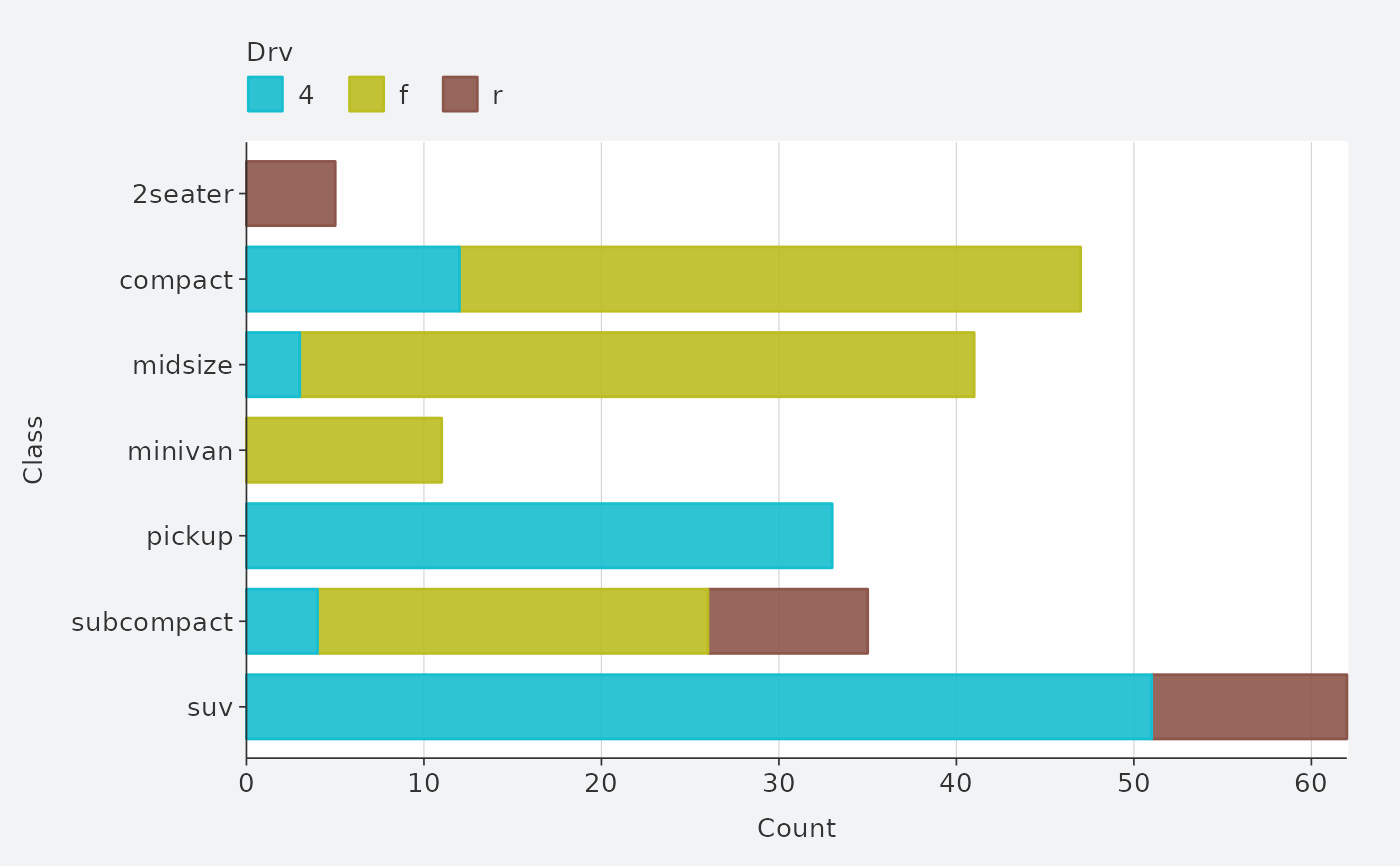 Drv
4 f r
2seater
compact
midsize
minivan
pickup
subcompact
suv
Class
0 10 20 30 40 50 60
Count